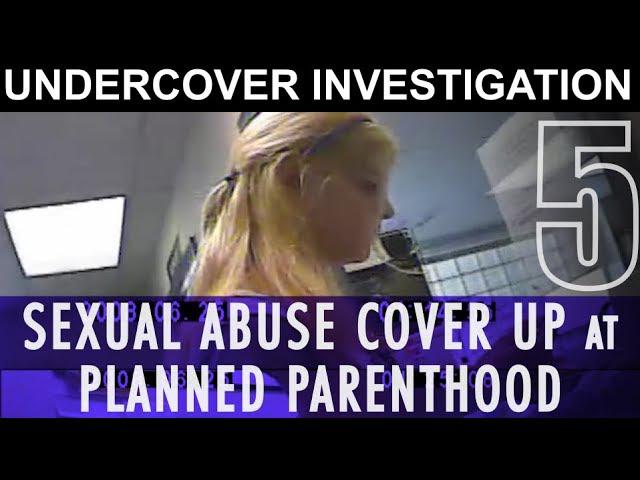 UNDERCOVER INVESTIGATION
5
SEXUAL ABUSE COVER UP AT
PLANNED PARENTHOOD